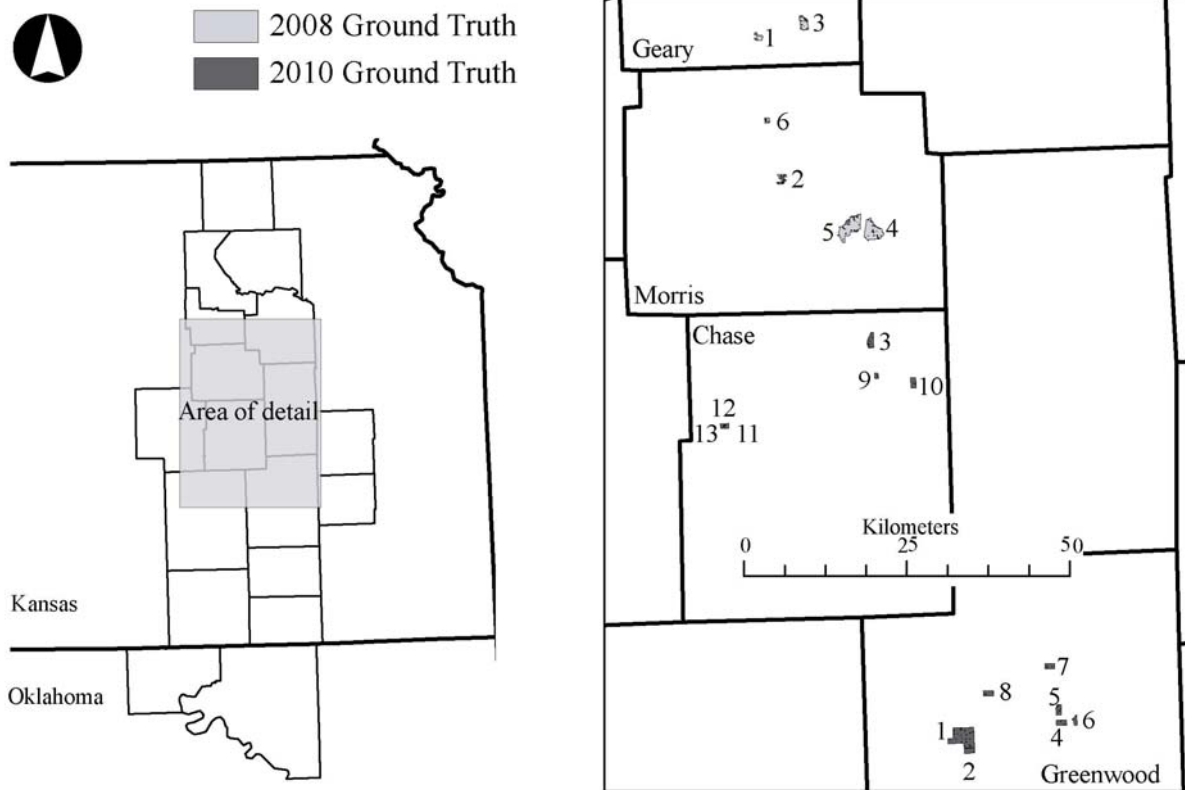 2008 Ground Truth
2010 Ground Truth
Area of detail
Kansas
Oklahoma
1 3
Geary
6
2
5 4
Morris
Chase
3
9 10
12
13 11
Kilometers
0 25 50
7
8
5
6
1 4
2
Greenwood